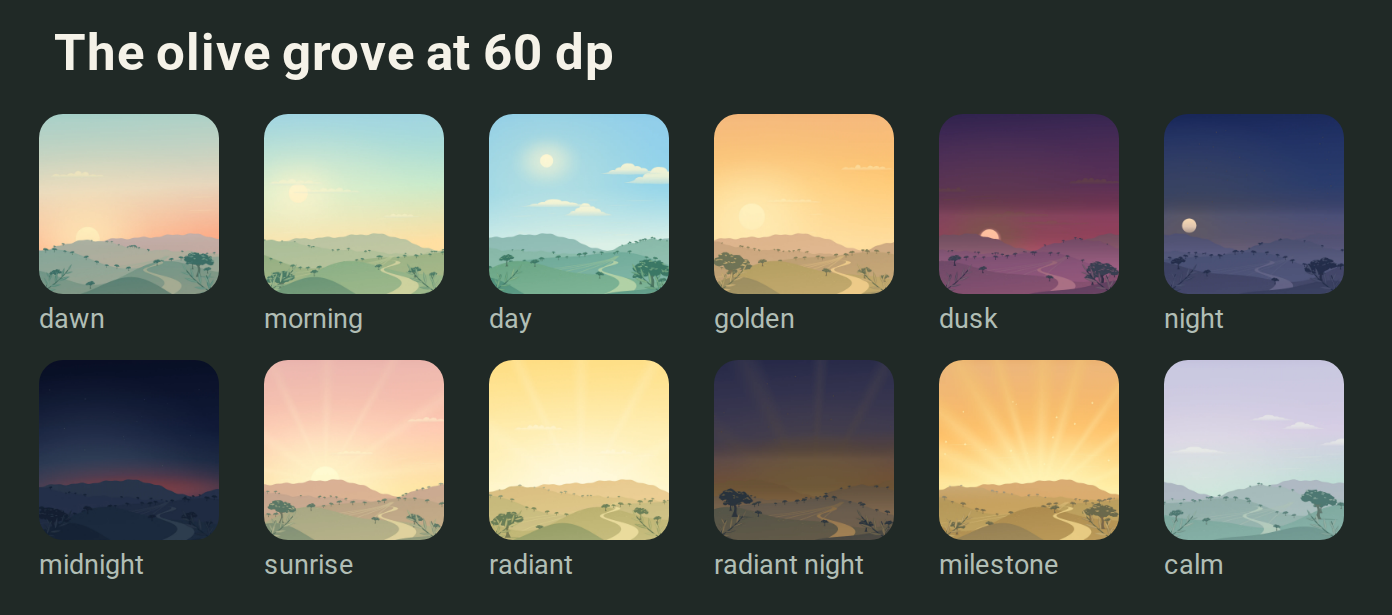 The olive grove at 60 dp
dawn morning day golden dusk night
midnight sunrise radiant radiant night milestone calm